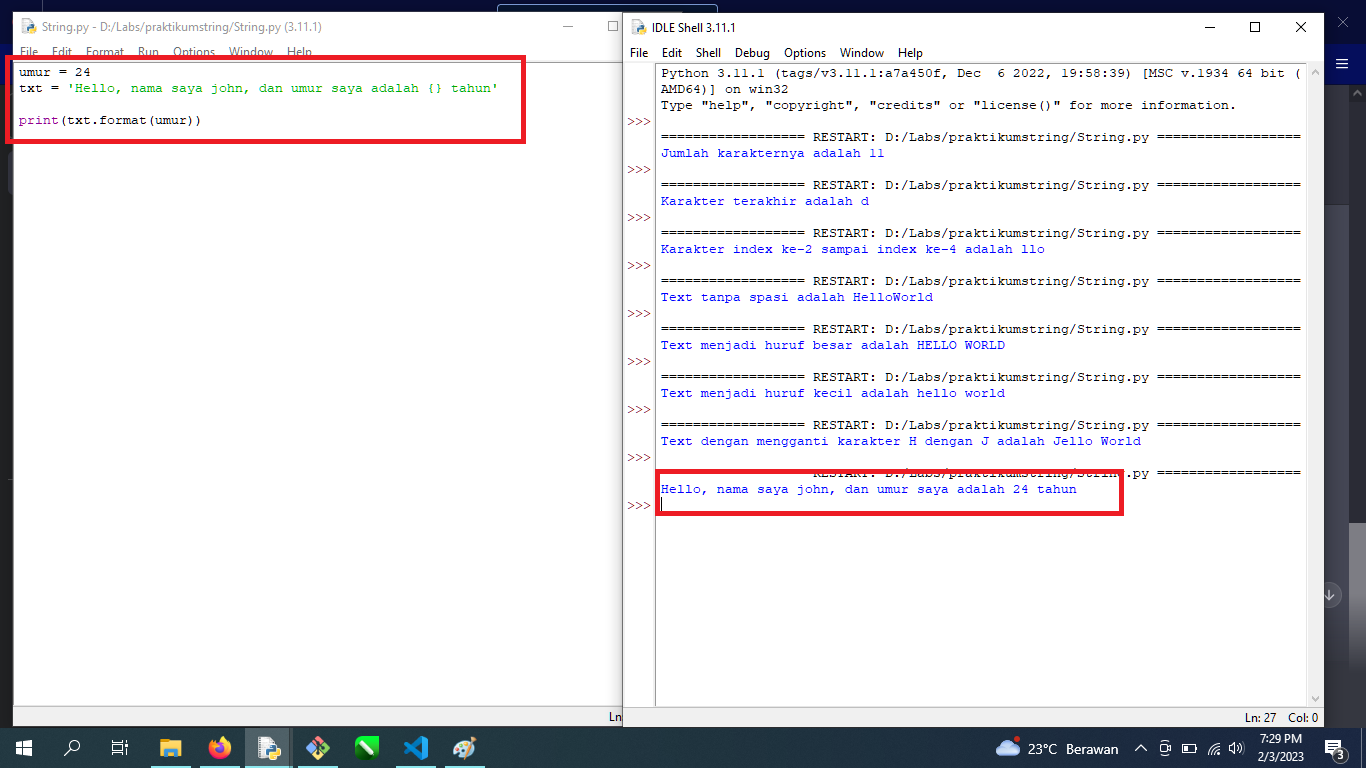 String.py - D:/Labs/praktikumstring/String.py (3.11.1)
File Edit Format Run Options Window Help
umur = 24
txt = 'Hello, nama saya john, dan umur saya adalah {} tahun'
print(txt.format(umur))
Ln
IDLE Shell 3.11.1
File Edit Shell Debug Options Window Help
Python 3.11.1 (tags/v3.11.1:a7a450f, Dec  6 2022, 19:58:39) [MSC v.1934 64 bit (
AMD64)] on win32
Type "help", "copyright", "credits" or "license()" for more information.
>>>
================== RESTART: D:/Labs/praktikumstring/String.py ==================
Jumlah karakternya adalah 11
>>>
================== RESTART: D:/Labs/praktikumstring/String.py ==================
Karakter terakhir adalah d
>>>
================== RESTART: D:/Labs/praktikumstring/String.py ==================
Karakter index ke-2 sampai index ke-4 adalah llo
>>>
================== RESTART: D:/Labs/praktikumstring/String.py ==================
Text tanpa spasi adalah HelloWorld
>>>
================== RESTART: D:/Labs/praktikumstring/String.py ==================
Text menjadi huruf besar adalah HELLO WORLD
>>>
================== RESTART: D:/Labs/praktikumstring/String.py ==================
Text menjadi huruf kecil adalah hello world
>>>
================== RESTART: D:/Labs/praktikumstring/String.py ==================
Text dengan mengganti karakter H dengan J adalah Jello World
>>>
RESTART: D:/Labs/praktikumstring/String.py ==================
Hello, nama saya john, dan umur saya adalah 24 tahun
>>>
Ln: 27 Col: 0
23°C Berawan
7:29 PM
2/3/2023
3